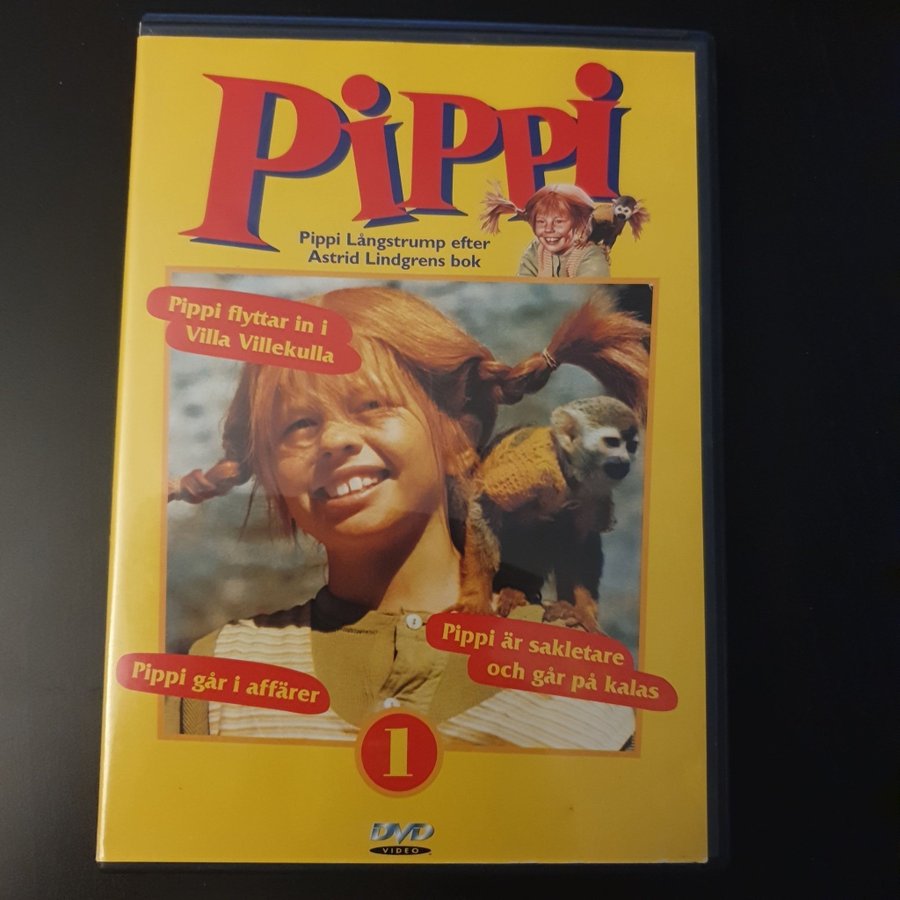 Pippi
Pippi Långstrump efter
Astrid Lindgrens bok
Pippi flyttar in i
Villa Villekulla
Pippi är sakletare
och går på kalas
Pippi går i affärer
1
DVD
VIDEO